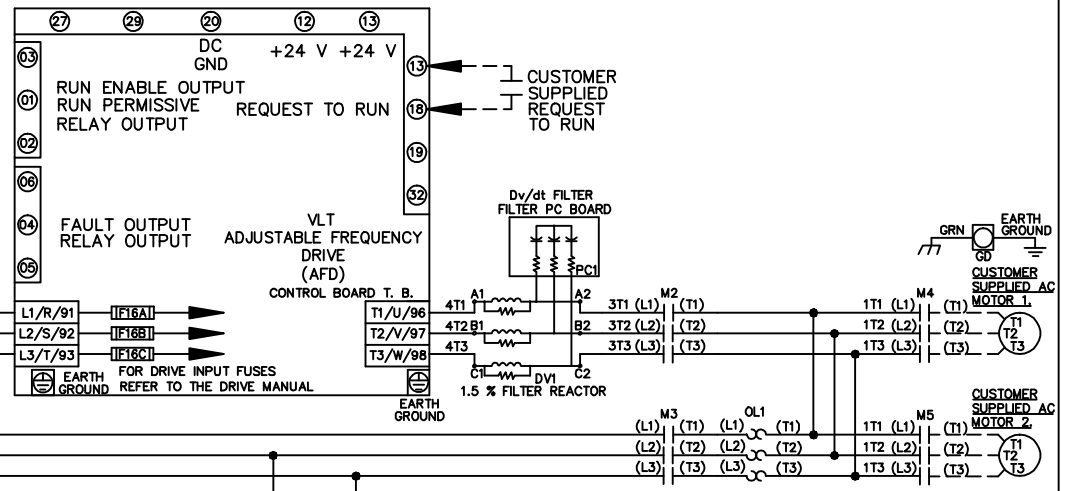 27 29 20 12 13
DC
GND
+24 V +24 V
03
01
02
RUN ENABLE OUTPUT
RUN PERMISSIVE
RELAY OUTPUT
REQUEST TO RUN
13
18
19
32
CUSTOMER
SUPPLIED
REQUEST
TO RUN
06
04
05
FAULT OUTPUT
RELAY OUTPUT
VLT
ADJUSTABLE FREQUENCY
DRIVE
(AFD)
CONTROL BOARD T. B.
Dv/dt FILTER
FILTER PC BOARD
PC1
GRN
GD
EARTH
GROUND
L1/R/91
L2/S/92
L3/T/93
F16A
F16B
F16C
T1/U/96
T2/V/97
T3/W/98
EARTH
GROUND
FOR DRIVE INPUT FUSES
REFER TO THE DRIVE MANUAL
EARTH
GROUND
4T1 A1 A2
4T2 B1 B2
4T3
C1 C2
DV1
1.5 % FILTER REACTOR
M2
3T1 (L1) (T1)
3T2 (L2) (T2)
3T3 (L3) (T3)
M4
1T1 (L1) (T1)
1T2 (L2) (T2)
1T3 (L3) (T3)
CUSTOMER
SUPPLIED AC
MOTOR 1.
T1
T2
T3
M3
(L1) (T1)
(L2) (T2)
(L3) (T3)
OL1
(L1) (T1)
(L2) (T2)
(L3) (T3)
M5
1T1 (L1) (T1)
1T2 (L2) (T2)
1T3 (L3) (T3)
CUSTOMER
SUPPLIED AC
MOTOR 2.
T1
T2
T3